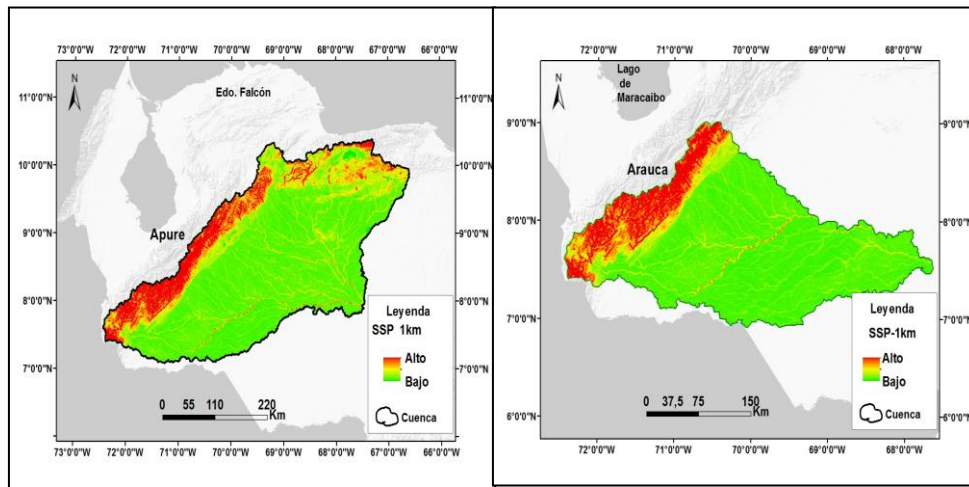 73°0'0"W 72°0'0"W 71°0'0"W 70°0'0"W 69°0'0"W 68°0'0"W 67°0'0"W
N
Edo. Falcón
11°0'0"N
11°0'0"N
10°0'0"N
10°0'0"N
Apure
9°0'0"N
9°0'0"N
8°0'0"N
8°0'0"N
7°0'0"N
7°0'0"N
Leyenda
SSP 1km
Alto
Bajo
Cuenca
0 55 110 220
Km
73°0'0"W 72°0'0"W 71°0'0"W 70°0'0"W 69°0'0"W 68°0'0"W 67°0'0"W 66°0'0"W
72°0'0"W 71°0'0"W 70°0'0"W 68°0'0"W
N
Lago
de
Maracaibo
9°0'0"N
9°0'0"N
Arauca
8°0'0"N
8°0'0"N
7°0'0"N
7°0'0"N
6°0'0"N
6°0'0"N
Leyenda
SSP-1km
Alto
Bajo
Cuenca
0 37,5 75 150
Km
72°0'0"W 71°0'0"W 70°0'0"W 69°0'0"W 68°0'0"W